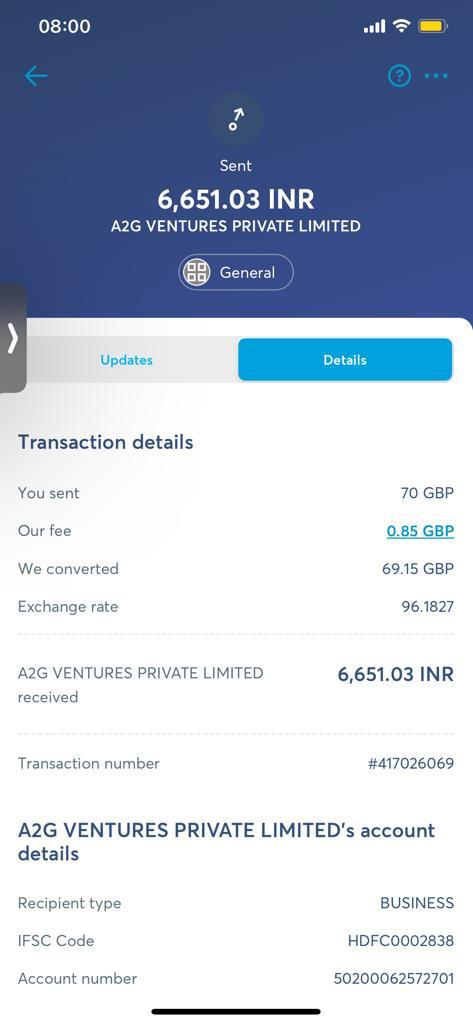 08:00
Sent
6,651.03 INR
A2G VENTURES PRIVATE LIMITED
General
Updates
Details
Transaction details
You sent 70 GBP
Our fee 0.85 GBP
We converted 69.15 GBP
Exchange rate 96.1827
A2G VENTURES PRIVATE LIMITED
received
6,651.03 INR
Transaction number #417026069
A2G VENTURES PRIVATE LIMITED's account
details
Recipient type BUSINESS
IFSC Code HDFC0002838
Account number 50200062572701